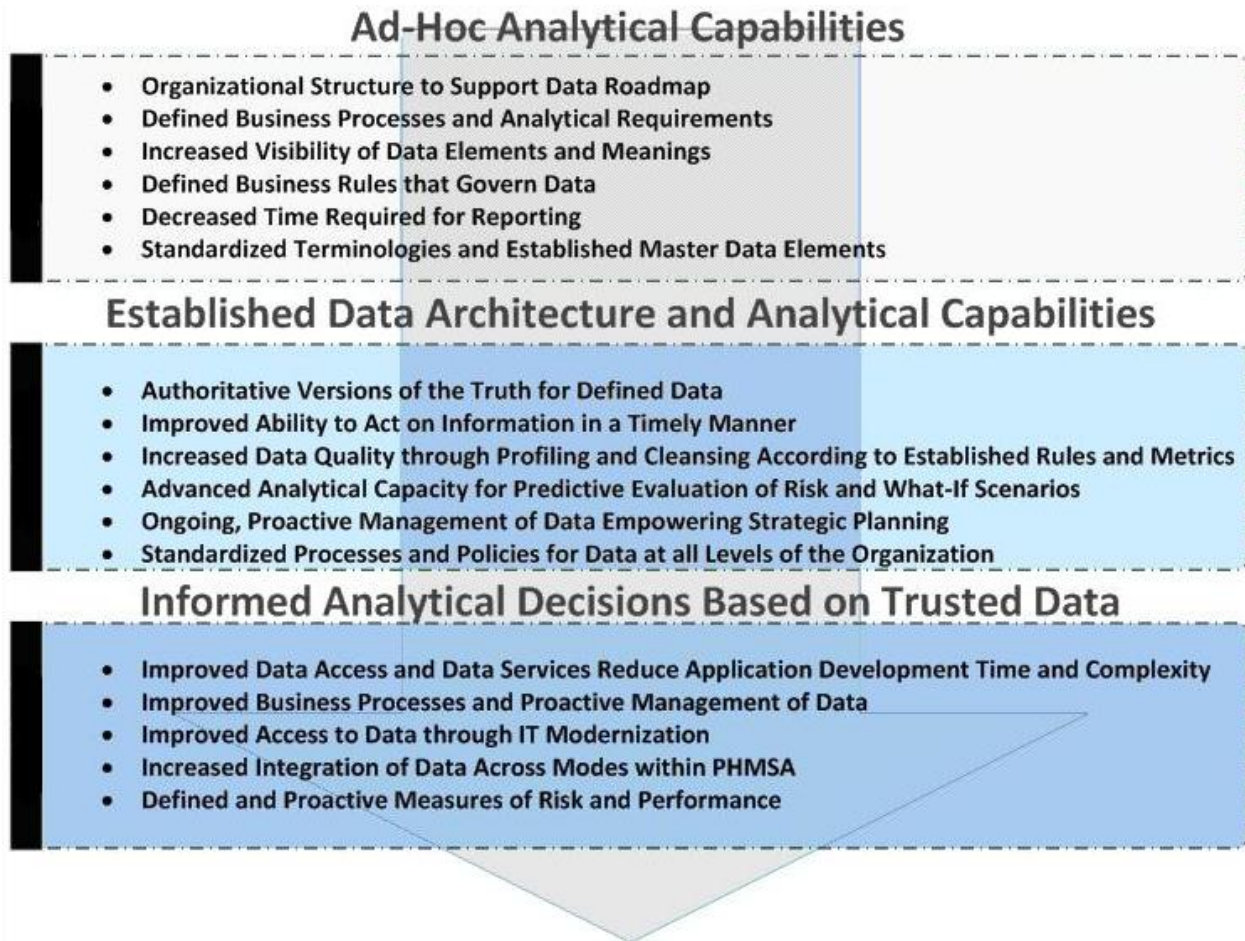 Ad-Hoc Analytical Capabilities
• Organizational Structure to Support Data Roadmap
• Defined Business Processes and Analytical Requirements
• Increased Visibility of Data Elements and Meanings
• Defined Business Rules that Govern Data
• Decreased Time Required for Reporting
• Standardized Terminologies and Established Master Data Elements
Established Data Architecture and Analytical Capabilities
• Authoritative Versions of the Truth for Defined Data
• Improved Ability to Act on Information in a Timely Manner
• Increased Data Quality through Profiling and Cleansing According to Established Rules and Metrics
• Advanced Analytical Capacity for Predictive Evaluation of Risk and What-If Scenarios
• Ongoing, Proactive Management of Data Empowering Strategic Planning
• Standardized Processes and Policies for Data at all Levels of the Organization
Informed Analytical Decisions Based on Trusted Data
• Improved Data Access and Data Services Reduce Application Development Time and Complexity
• Improved Business Processes and Proactive Management of Data
• Improved Access to Data through IT Modernization
• Increased Integration of Data Across Modes within PHMSA
• Defined and Proactive Measures of Risk and Performance